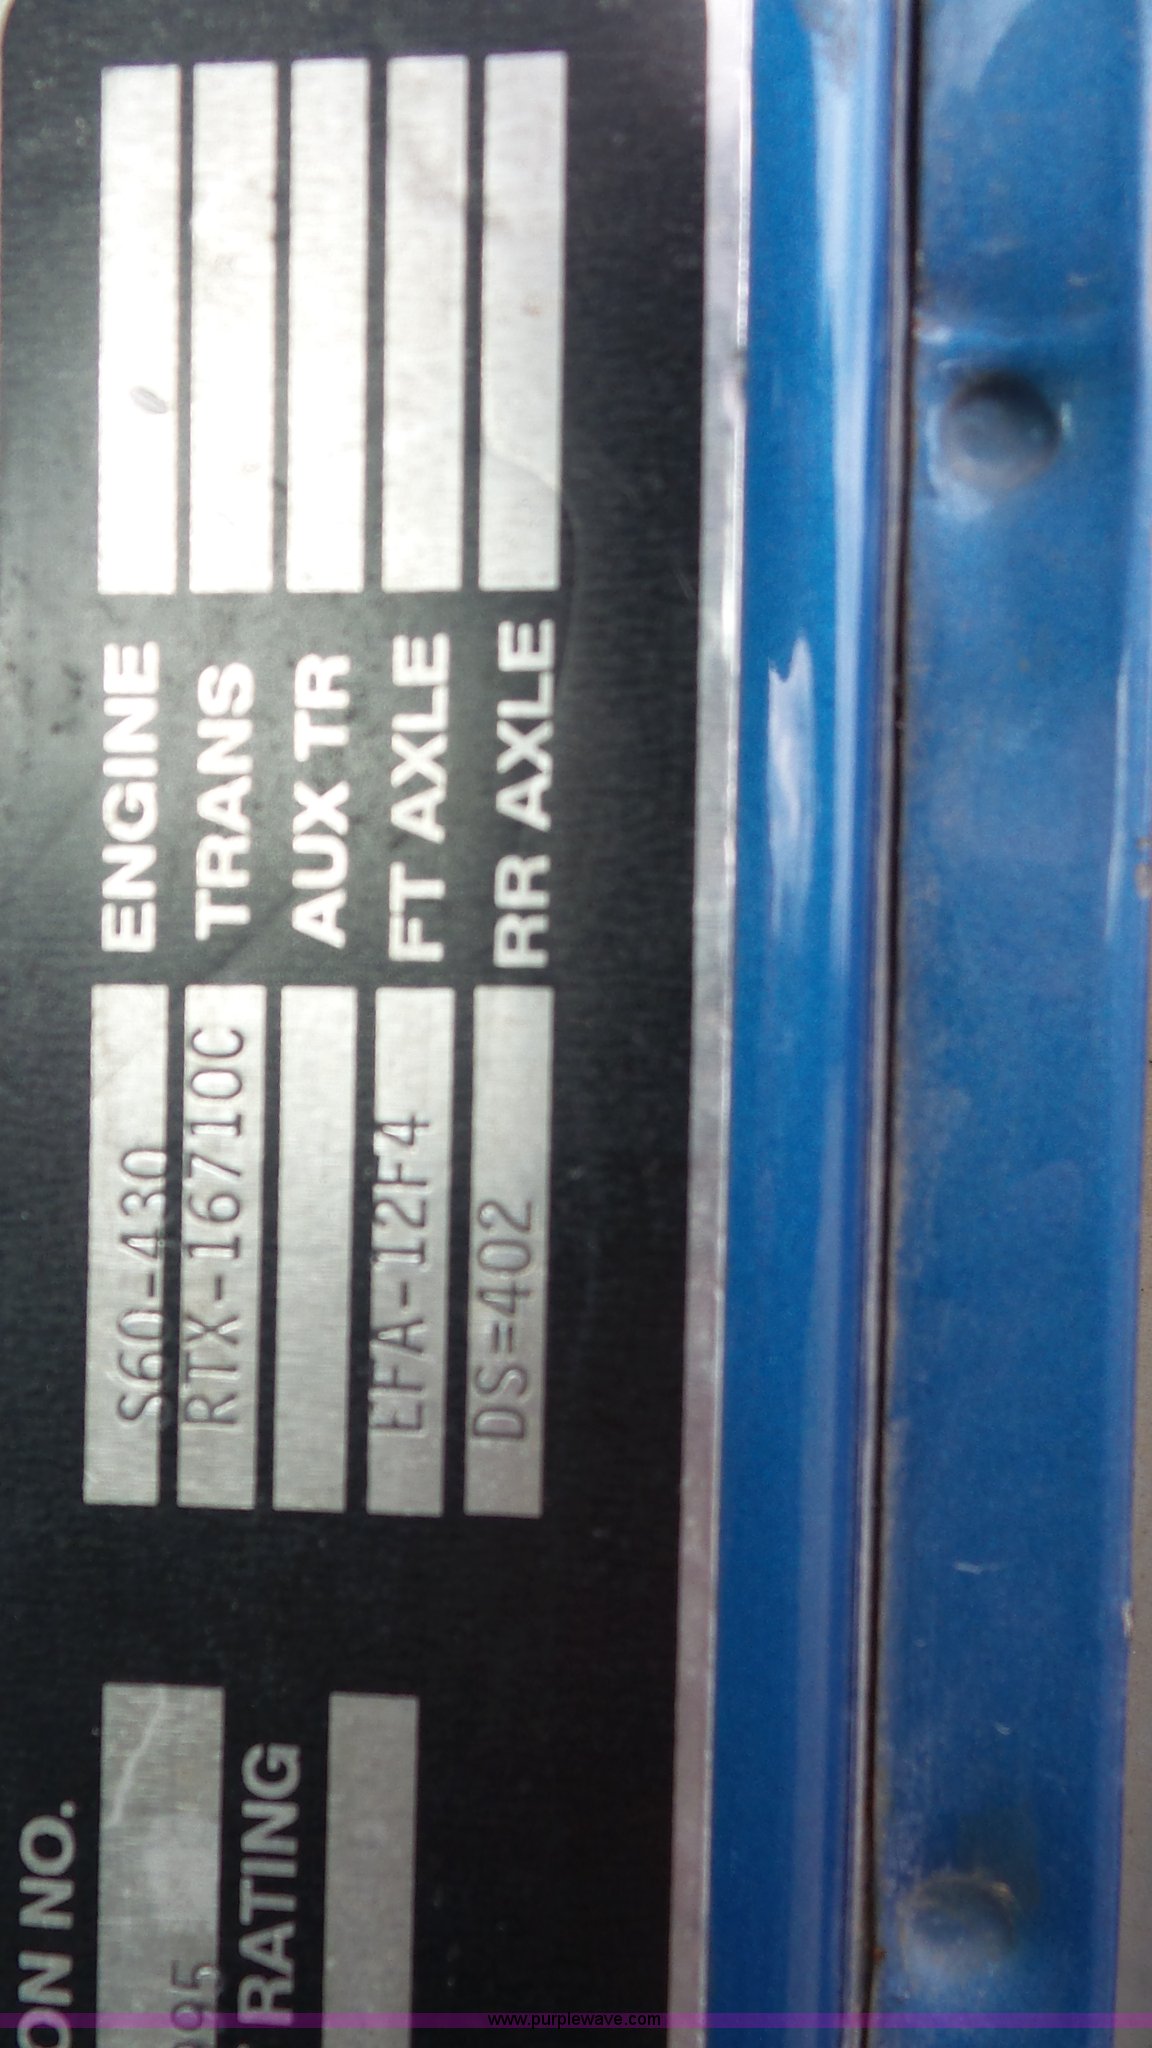 S60-430 ENGINE
RTX-16710C TRANS
AUX TR
EFA-12F4 FT AXLE
DS=402 RR AXLE
NO.
95
RATING
www.purplewave.com